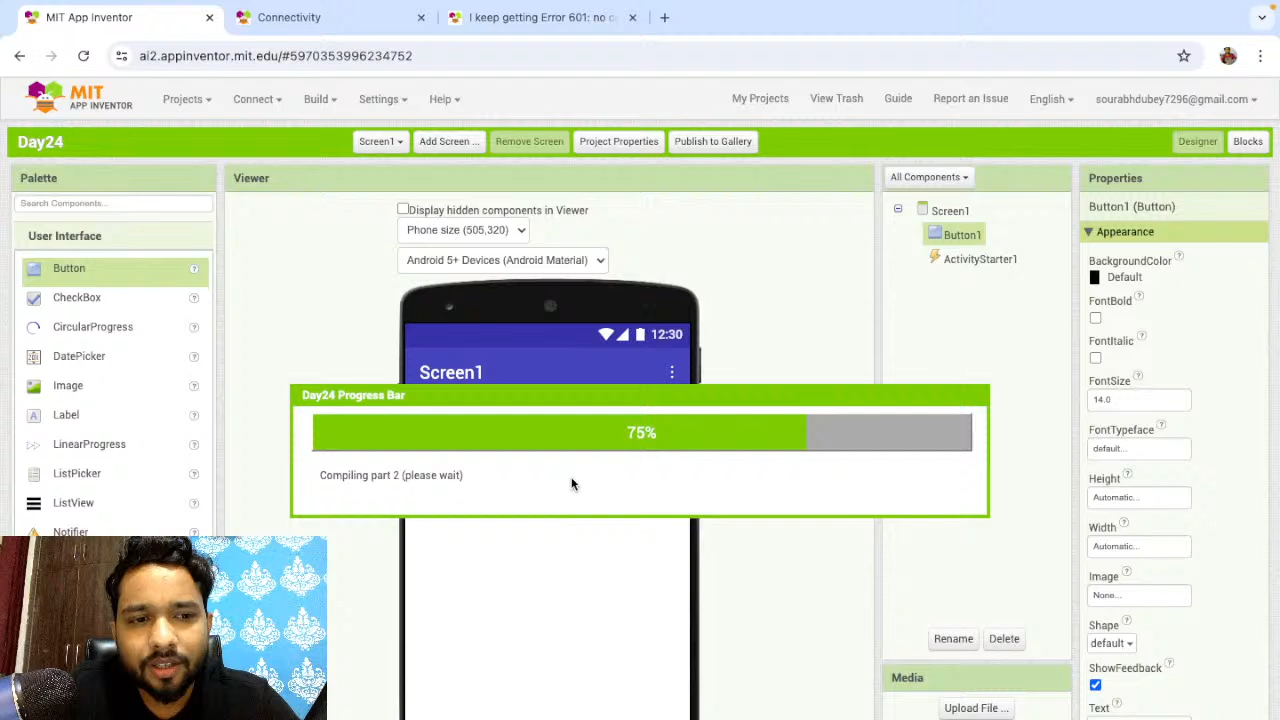 MIT App Inventor
Connectivity
I keep getting Error 601: no
ai2.appinventor.mit.edu/#5970353996234752
MIT
APP INVENTOR
Projects
Connect
Build
Settings
Help
My Projects
View Trash
Guide
Report an Issue
English
sourabhdubey7296@gmail.com
Day24
Screen1
Add Screen ...
Remove Screen
Project Properties
Publish to Gallery
Designer
Blocks
Palette
Search Components...
User Interface
Button
CheckBox
CircularProgress
DatePicker
Image
Label
LinearProgress
ListPicker
ListView
Notifier
Viewer
Display hidden components in Viewer
Phone size (505,320)
Android 5+ Devices (Android Material)
12:30
Screen1
Day24 Progress Bar
75%
Compiling part 2 (please wait)
All Components
Screen1
Button1
ActivityStarter1
Rename
Delete
Media
Upload File ...
Properties
Button1 (Button)
Appearance
BackgroundColor
Default
FontBold
FontItalic
FontSize
14.0
FontTypeface
default...
Height
Automatic...
Width
Automatic...
Image
None...
Shape
default
ShowFeedback
Text